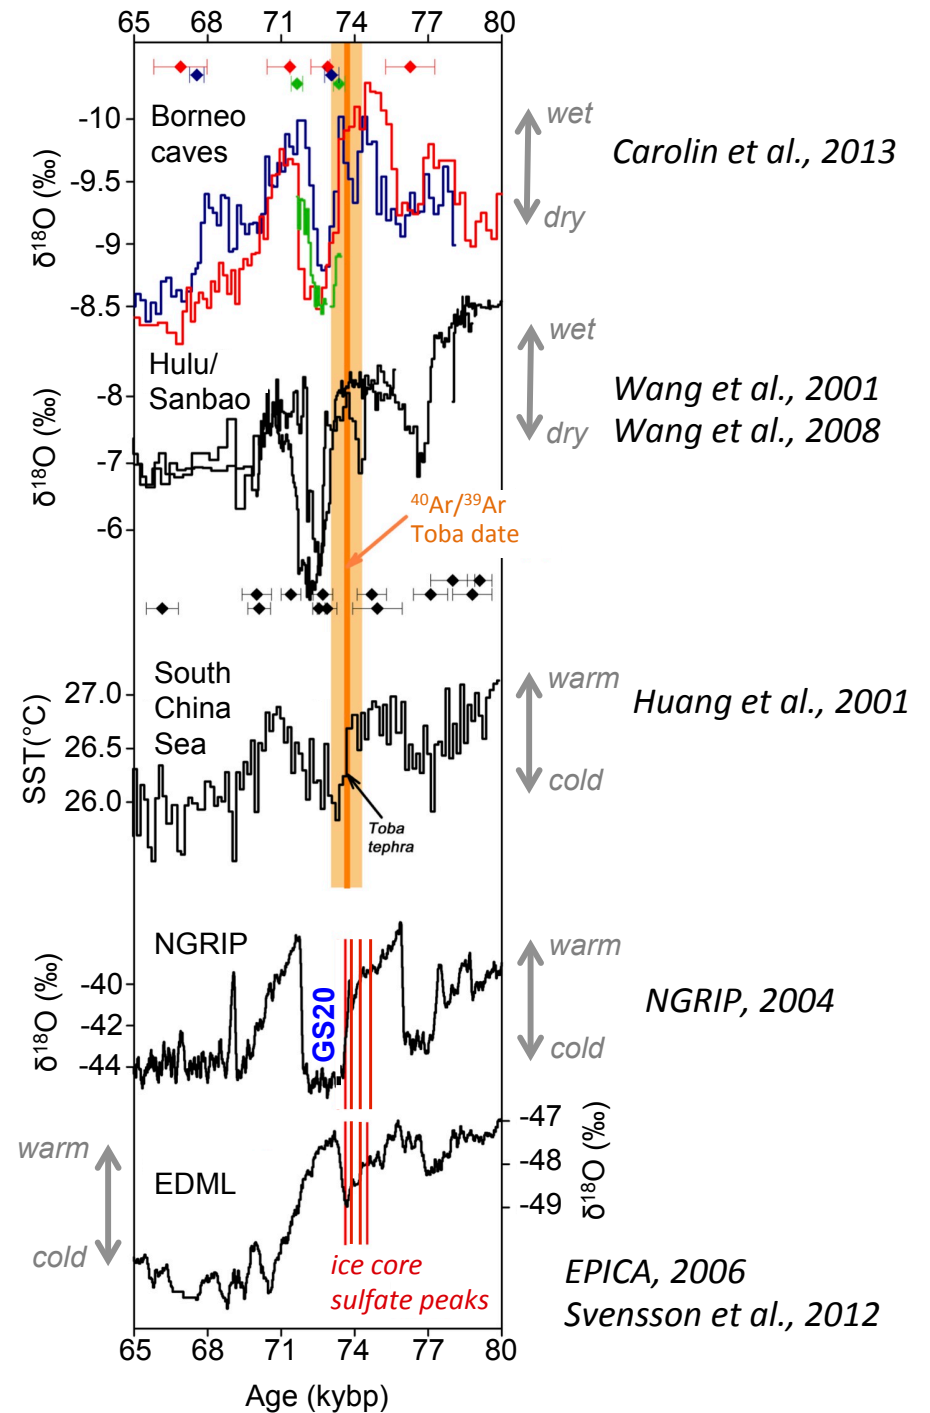 65 68 71 74 77 80
Borneo
caves
-10
-9.5
-9
-8.5
δ¹⁸O (‰)
wet
dry
Carolin et al., 2013
Hulu/
Sanbao
-8
-7
-6
δ¹⁸O (‰)
wet
dry
Wang et al., 2001
Wang et al., 2008
⁴⁰Ar/³⁹Ar
Toba date
South
China
Sea
27.0
26.5
26.0
SST(°C)
warm
cold
Huang et al., 2001
Toba
tephra
NGRIP
-40
-42
-44
δ¹⁸O (‰)
GS20
warm
cold
NGRIP, 2004
EDML
-47
-48
-49
δ¹⁸O (‰)
warm
cold
ice core
sulfate peaks
EPICA, 2006
Svensson et al., 2012
65 68 71 74 77 80
Age (kybp)